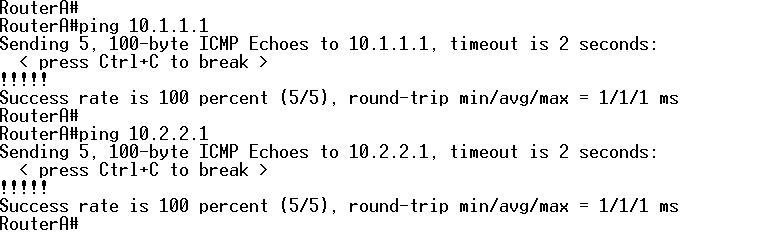 RouterA#
RouterA#ping 10.1.1.1
Sending 5, 100-byte ICMP Echoes to 10.1.1.1, timeout is 2 seconds:
  < press Ctrl+C to break >
!!!!!
Success rate is 100 percent (5/5), round-trip min/avg/max = 1/1/1 ms
RouterA#
RouterA#ping 10.2.2.1
Sending 5, 100-byte ICMP Echoes to 10.2.2.1, timeout is 2 seconds:
  < press Ctrl+C to break >
!!!!!
Success rate is 100 percent (5/5), round-trip min/avg/max = 1/1/1 ms
RouterA#